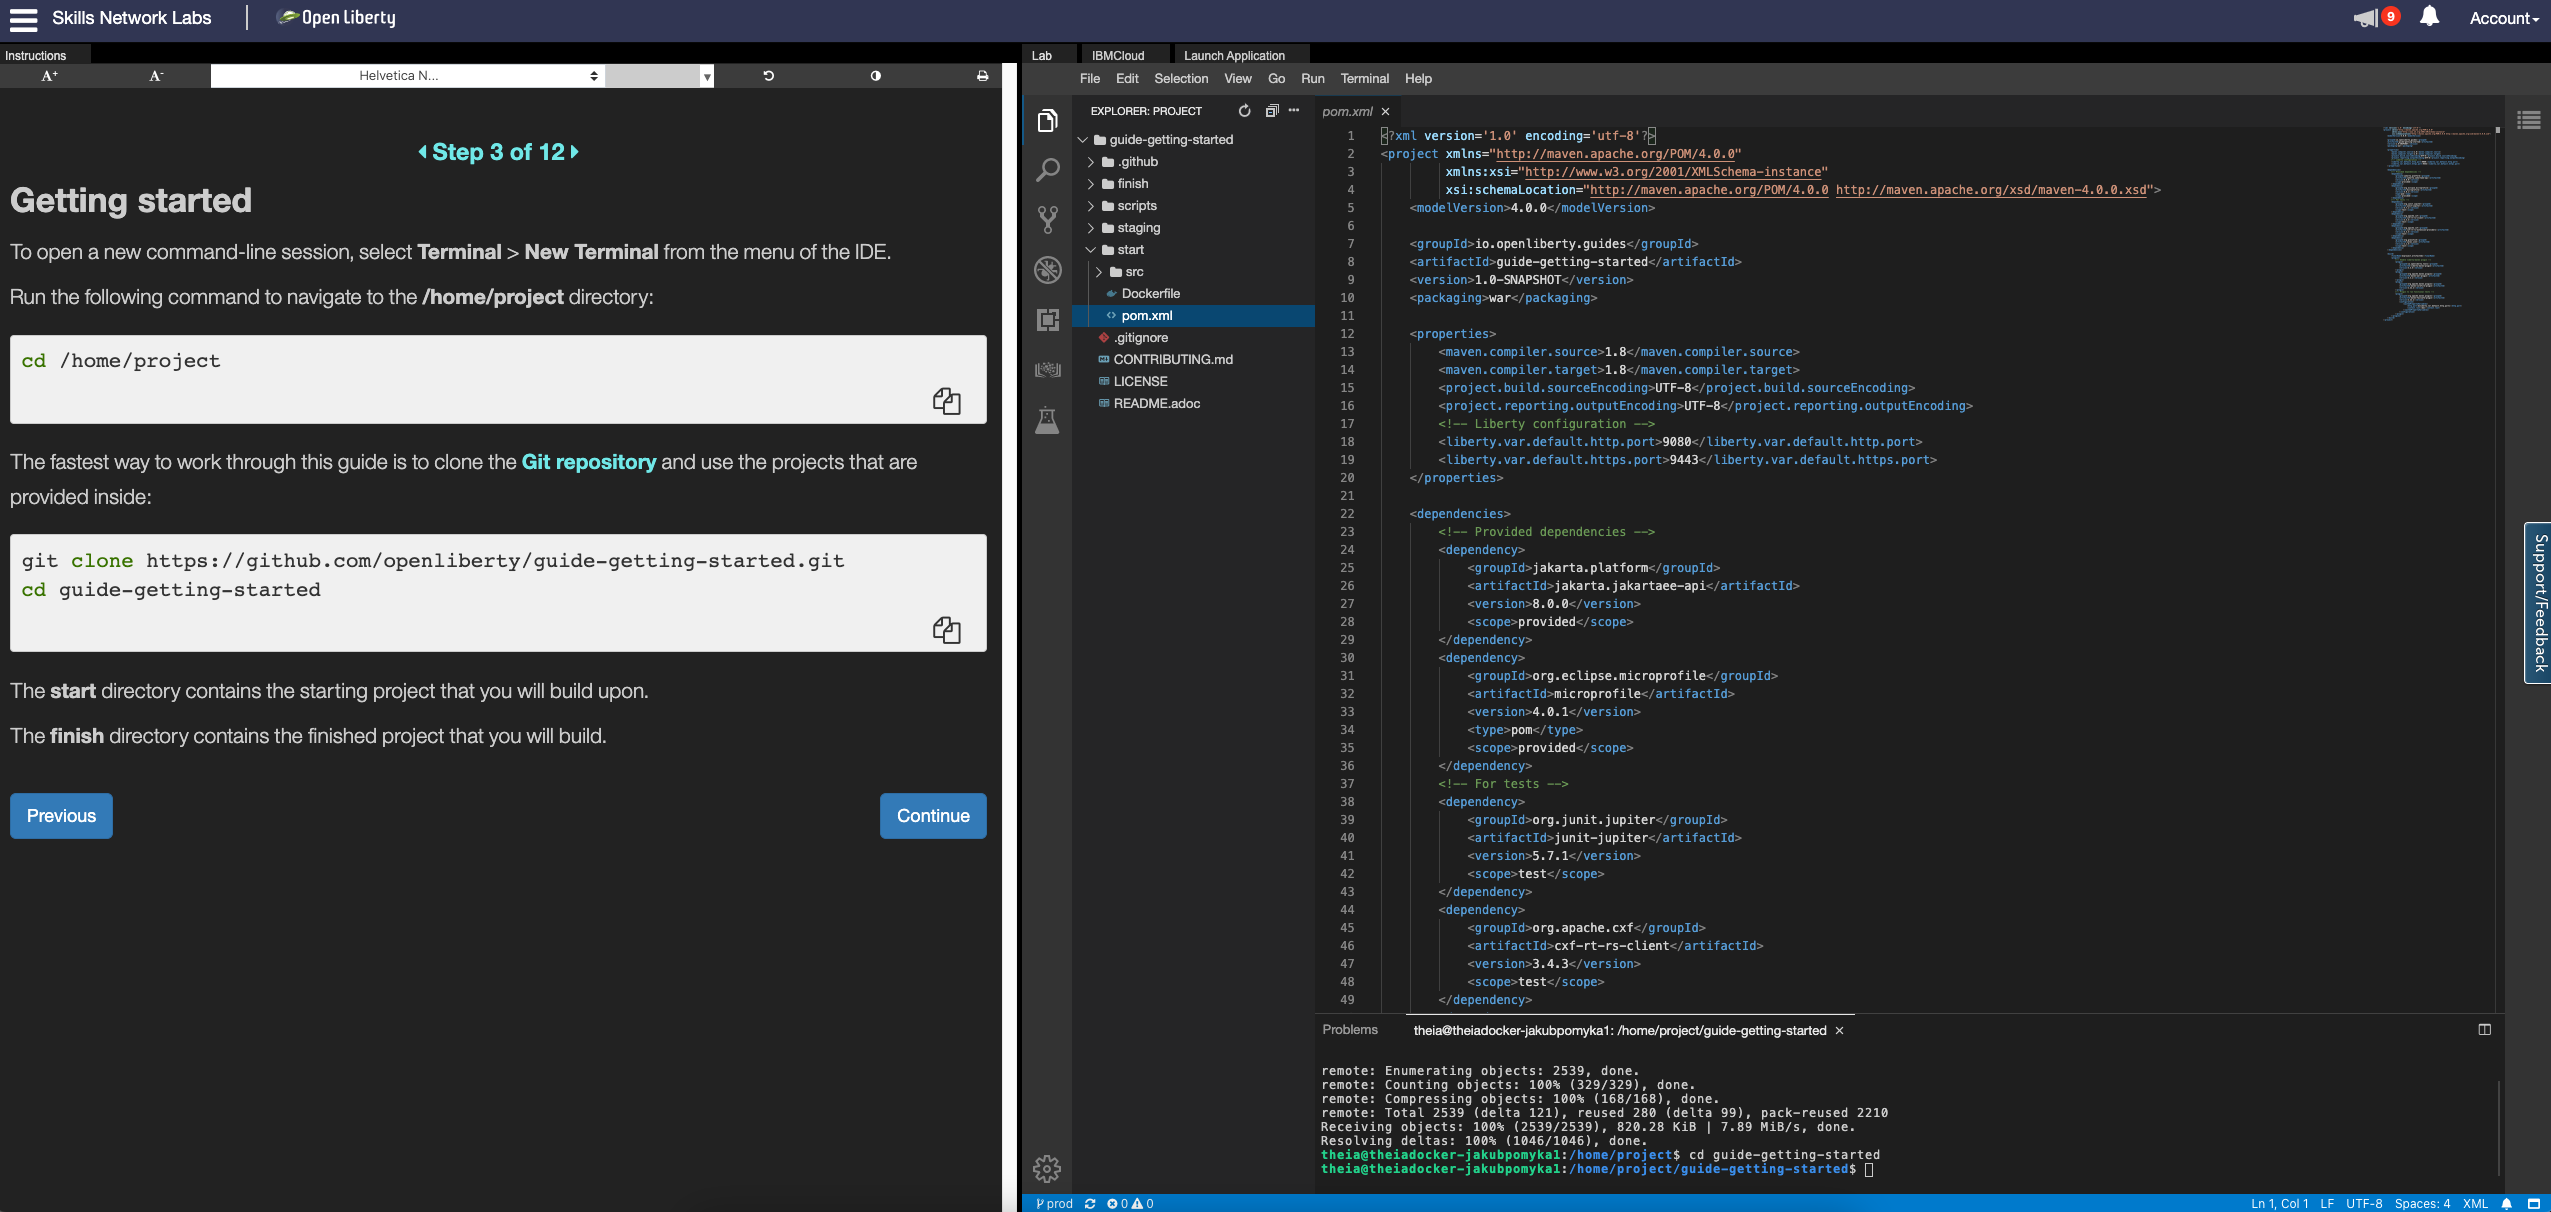 Skills Network Labs
Open Liberty
9
Account
Instructions
A+
A-
Helvetica N...
Step 3 of 12
Getting started
To open a new command-line session, select Terminal > New Terminal from the menu of the IDE.
Run the following command to navigate to the /home/project directory:
cd /home/project
The fastest way to work through this guide is to clone the Git repository and use the projects that are
provided inside:
git clone https://github.com/openliberty/guide-getting-started.git
cd guide-getting-started
The start directory contains the starting project that you will build upon.
The finish directory contains the finished project that you will build.
Previous
Continue
Lab
IBMCloud
Launch Application
File Edit Selection View Go Run Terminal Help
EXPLORER: PROJECT
guide-getting-started
.github
finish
scripts
staging
start
src
Dockerfile
pom.xml
.gitignore
CONTRIBUTING.md
LICENSE
README.adoc
pom.xml
1 <?xml version='1.0' encoding='utf-8'?>
2 <project xmlns="http://maven.apache.org/POM/4.0.0"
3 xmlns:xsi="http://www.w3.org/2001/XMLSchema-instance"
4 xsi:schemaLocation="http://maven.apache.org/POM/4.0.0 http://maven.apache.org/xsd/maven-4.0.0.xsd">
5 <modelVersion>4.0.0</modelVersion>
6
7 <groupId>io.openliberty.guides</groupId>
8 <artifactId>guide-getting-started</artifactId>
9 <version>1.0-SNAPSHOT</version>
10 <packaging>war</packaging>
11
12 <properties>
13 <maven.compiler.source>1.8</maven.compiler.source>
14 <maven.compiler.target>1.8</maven.compiler.target>
15 <project.build.sourceEncoding>UTF-8</project.build.sourceEncoding>
16 <project.reporting.outputEncoding>UTF-8</project.reporting.outputEncoding>
17 <!-- Liberty configuration -->
18 <liberty.var.default.http.port>9080</liberty.var.default.http.port>
19 <liberty.var.default.https.port>9443</liberty.var.default.https.port>
20 </properties>
21
22 <dependencies>
23 <!-- Provided dependencies -->
24 <dependency>
25 <groupId>jakarta.platform</groupId>
26 <artifactId>jakarta.jakartaee-api</artifactId>
27 <version>8.0.0</version>
28 <scope>provided</scope>
29 </dependency>
30 <dependency>
31 <groupId>org.eclipse.microprofile</groupId>
32 <artifactId>microprofile</artifactId>
33 <version>4.0.1</version>
34 <type>pom</type>
35 <scope>provided</scope>
36 </dependency>
37 <!-- For tests -->
38 <dependency>
39 <groupId>org.junit.jupiter</groupId>
40 <artifactId>junit-jupiter</artifactId>
41 <version>5.7.1</version>
42 <scope>test</scope>
43 </dependency>
44 <dependency>
45 <groupId>org.apache.cxf</groupId>
46 <artifactId>cxf-rt-rs-client</artifactId>
47 <version>3.4.3</version>
48 <scope>test</scope>
49 </dependency>
Support/Feedback
Problems
theia@theiadocker-jakubpomyka1: /home/project/guide-getting-started
remote: Enumerating objects: 2539, done.
remote: Counting objects: 100% (329/329), done.
remote: Compressing objects: 100% (168/168), done.
remote: Total 2539 (delta 121), reused 280 (delta 99), pack-reused 2210
Receiving objects: 100% (2539/2539), 820.28 KiB | 7.89 MiB/s, done.
Resolving deltas: 100% (1046/1046), done.
theia@theiadocker-jakubpomyka1:/home/project$ cd guide-getting-started
theia@theiadocker-jakubpomyka1:/home/project/guide-getting-started$
prod 0 0
Ln 1, Col 1 LF UTF-8 Spaces: 4 XML